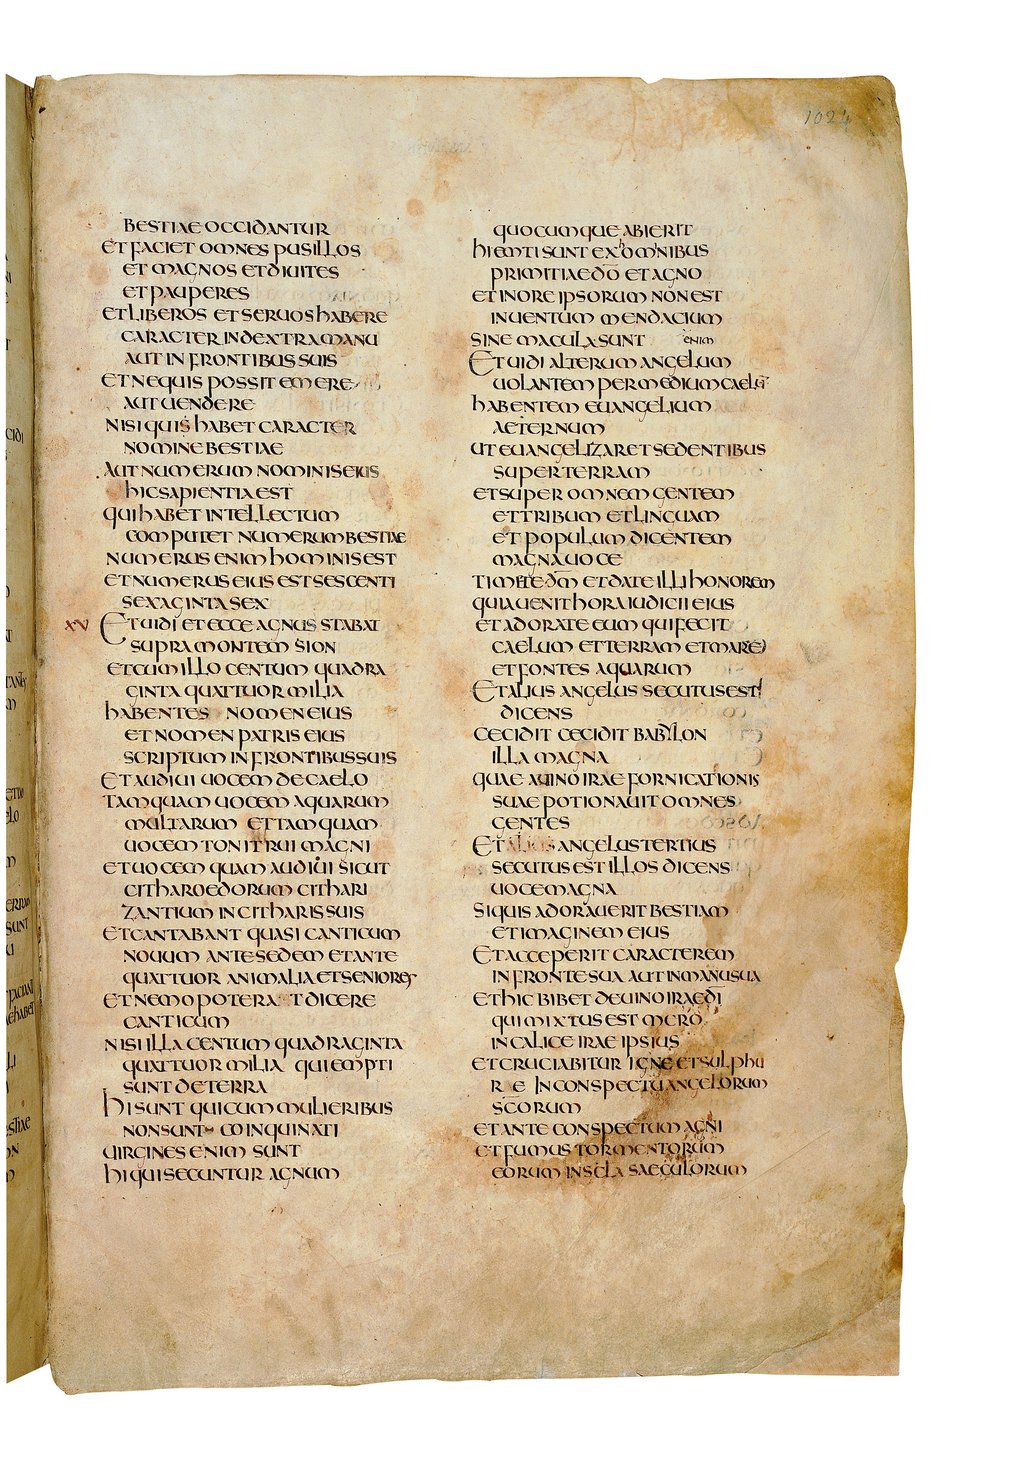 1024
BESTIAE OCCIDANTUR
ET FACIET OMNES PUSILLOS
ET MAGNOS ET DIUITES
ET PAUPERES
ET LIBEROS ET SERUOS HABERE
CARACTER IN DEXTRA MANU
AUT IN FRONTIBUS SUIS
ET NE QUIS POSSIT EMERE
AUT UENDERE
NISI QUIS HABET CARACTER
NOMINE BESTIAE
AUT NUMERUM NOMINIS EIUS
HIC SAPIENTIA EST
QUI HABET INTELLECTUM
COMPUTET NUMERUM BESTIAE
NUMERUS ENIM HOMINIS EST
ET NUMERUS EIUS EST SESCENTI
SEXAGINTA SEX
XV ET UIDI ET ECCE AGNUS STABAT
SUPRA MONTEM SION
ET CUM ILLO CENTUM QUADRA
GINTA QUATTUOR MILIA
HABENTES NOMEN EIUS
ET NOMEN PATRIS EIUS
SCRIPTUM IN FRONTIBUS SUIS
ET AUDIUI UOCEM DE CAELO
TAMQUAM UOCEM AQUARUM
MULTARUM ET TAMQUAM
UOCEM TONITRUI MAGNI
ET UOCEM QUAM AUDIUI SICUT
CITHAROEDORUM CITHARI
ZANTIUM IN CITHARIS SUIS
ET CANTABANT QUASI CANTICUM
NOUUM ANTE SEDEM ET ANTE
QUATTUOR ANIMALIA ET SENIORES
ET NEMO POTERAT DICERE
CANTICUM
NISI ILLA CENTUM QUADRAGINTA
QUATTUOR MILIA QUI EMPTI
SUNT DE TERRA
HI SUNT QUI CUM MULIERIBUS
NON SUNT COINQUINATI
UIRGINES ENIM SUNT
HI QUI SECUNTUR AGNUM
QUOCUMQUE ABIERIT
HI EMTI SUNT EX HOMINIBUS
PRIMITIAE DO ET AGNO
ET IN ORE IPSORUM NON EST
INUENTUM MENDACIUM
SINE MACULA SUNT ENIM
ET UIDI ALTERUM ANGELUM
UOLANTEM PER MEDIUM CAELU
HABENTEM EUANGELIUM
AETERNUM
UT EUANGELIZARET SEDENTIBUS
SUPER TERRAM
ET SUPER OMNEM GENTEM
ET TRIBUM ET LINGUAM
ET POPULUM DICENTEM
MAGNA UOCE
TIMETE DM ET DATE ILLI HONOREM
QUIA UENIT HORA IUDICII EIUS
ET ADORATE EUM QUI FECIT
CAELUM ET TERRAM ET MARE
ET FONTES AQUARUM
ET ALIUS ANGELUS SECUTUS EST
DICENS
CECIDIT CECIDIT BABYLON
ILLA MAGNA
QUAE A UINO IRAE FORNICATIONIS
SUAE POTIONAUIT OMNES
GENTES
ET ALIUS ANGELUS TERTIUS
SECUTUS EST ILLOS DICENS
UOCE MAGNA
SI QUIS ADORAUERIT BESTIAM
ET IMAGINEM EIUS
ET ACCEPERIT CARACTEREM
IN FRONTE SUA AUT IN MANU SUA
ET HIC BIBET DE UINO IRAE DI
QUI MIXTUS EST MERO
IN CALICE IRAE IPSIUS
ET CRUCIABITUR IGNE ET SULPHU
RE IN CONSPECTU ANGELORUM
SCORUM
ET ANTE CONSPECTUM AGNI
ET FUMUS TORMENTORUM
EORUM IN SCLA SAECULORUM